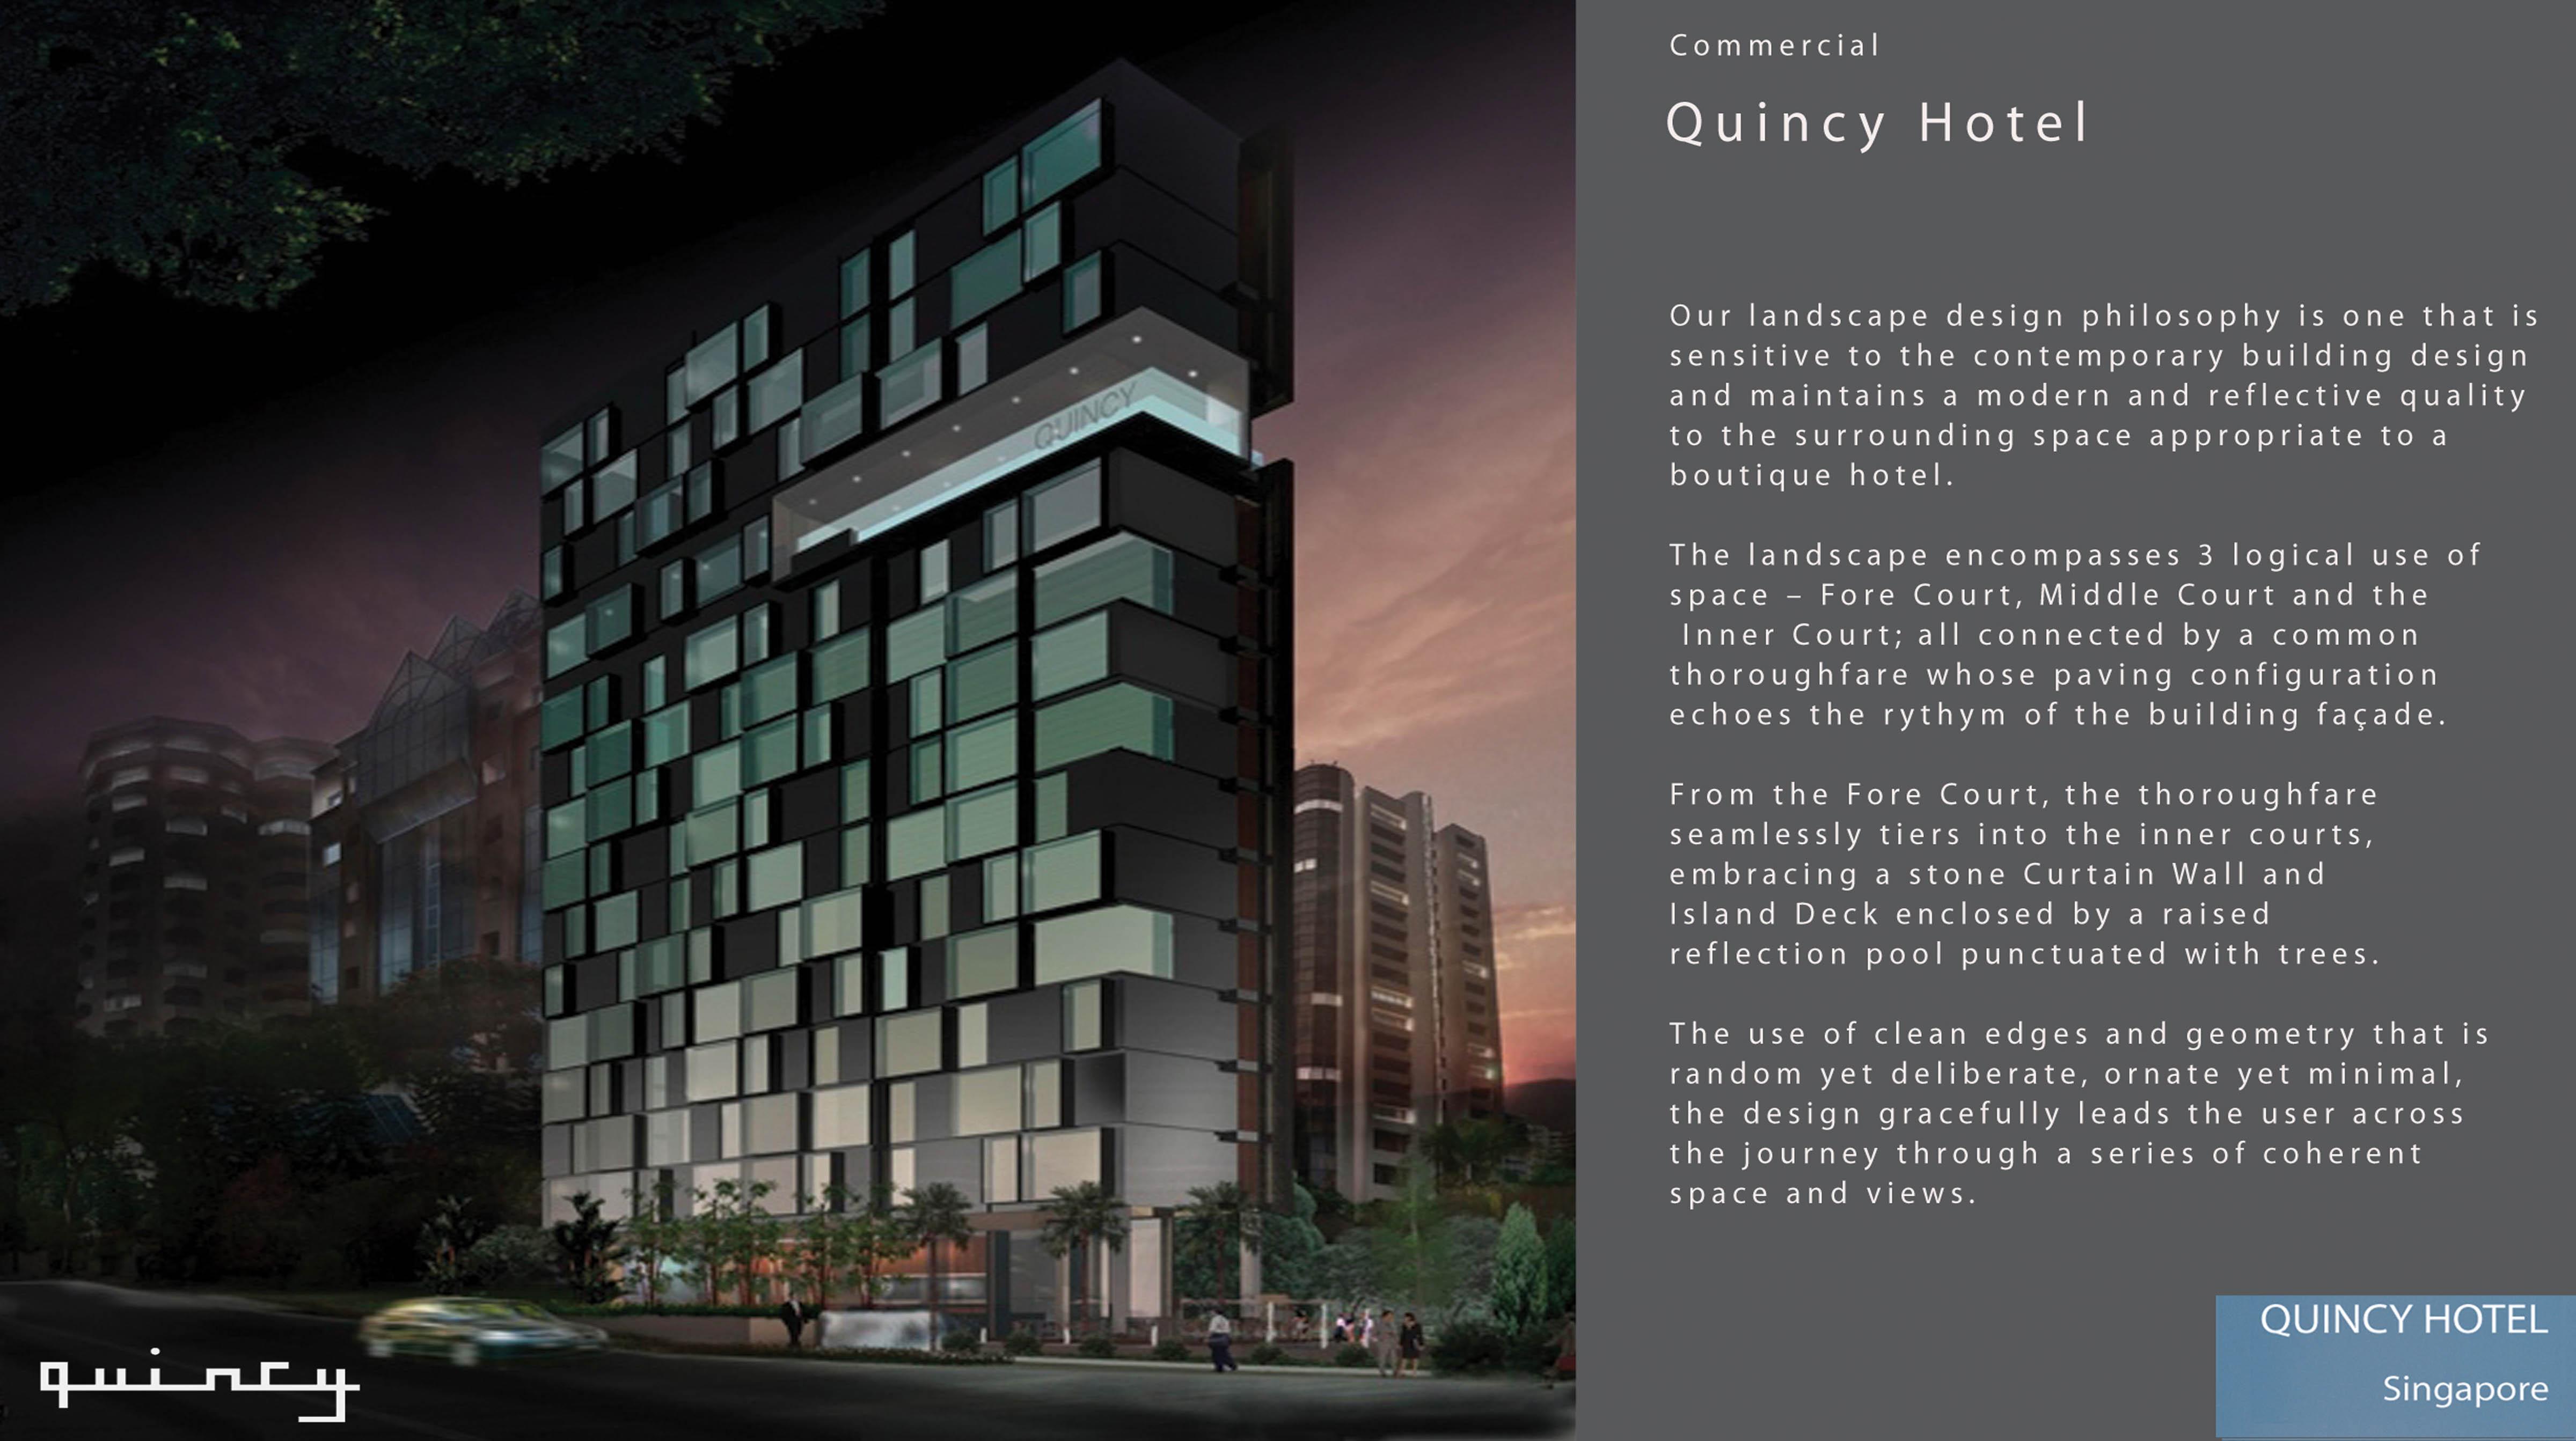 Commercial
Quincy Hotel
Our landscape design philosophy is one that is
sensitive to the contemporary building design
and maintains a modern and reflective quality
to the surrounding space appropriate to a
boutique hotel.
The landscape encompasses 3 logical use of
space – Fore Court, Middle Court and the
Inner Court; all connected by a common
thoroughfare whose paving configuration
echoes the rythym of the building façade.
From the Fore Court, the thoroughfare
seamlessly tiers into the inner courts,
embracing a stone Curtain Wall and
Island Deck enclosed by a raised
reflection pool punctuated with trees.
The use of clean edges and geometry that is
random yet deliberate, ornate yet minimal,
the design gracefully leads the user across
the journey through a series of coherent
space and views.
QUINCY
quincy
QUINCY HOTEL
Singapore